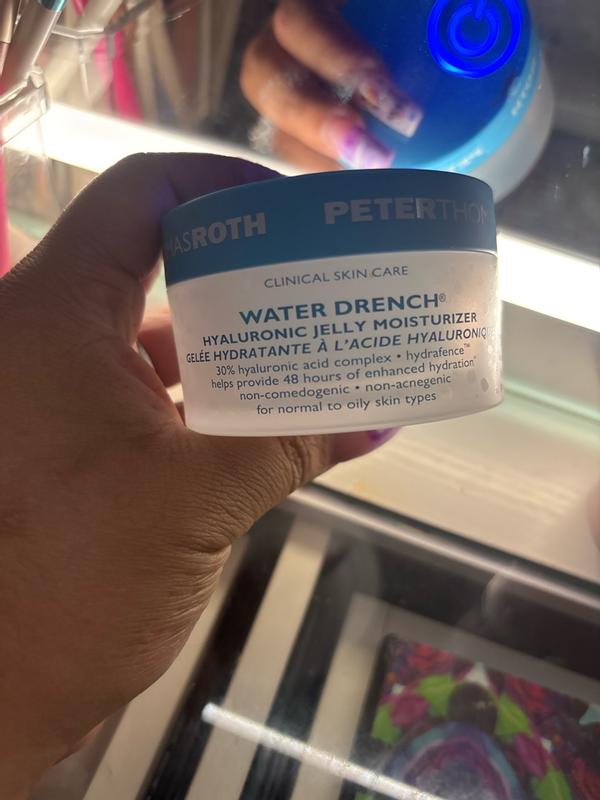 MASROTH PETERTHOM
CLINICAL SKIN CARE
WATER DRENCH®
HYALURONIC JELLY MOISTURIZER
GELÉE HYDRATANTE À L'ACIDE HYALURONIQUE
30% hyaluronic acid complex • hydrafence™
helps provide 48 hours of enhanced hydration*
non-comedogenic • non-acnegenic
for normal to oily skin types